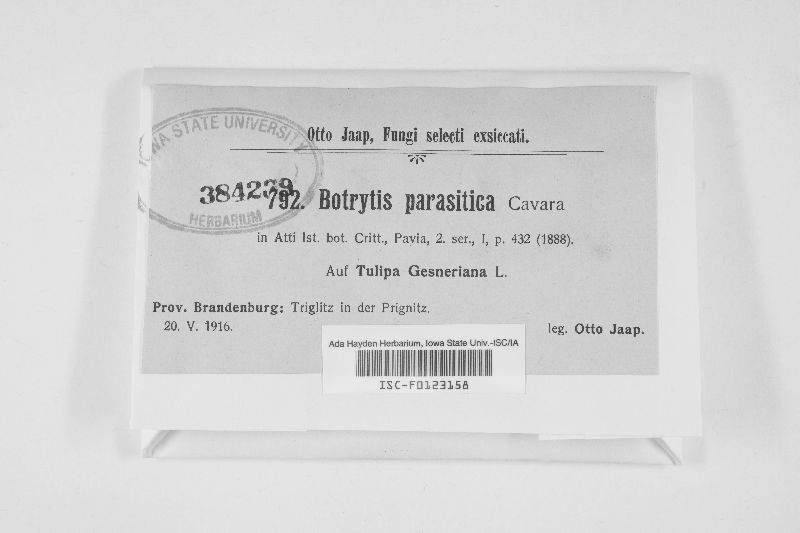 Otto Jaap, Fungi selecti exsiccati.
IOWA STATE UNIVERSITY
384239
HERBARIUM
792. Botrytis parasitica Cavara
in Atti Ist. bot. Critt., Pavia, 2. ser., I, p. 432 (1888).
Auf Tulipa Gesneriana L.
Prov. Brandenburg: Triglitz in der Prignitz.
20. V. 1916.
leg. Otto Jaap.
Ada Hayden Herbarium, Iowa State Univ.-ISC/IA
ISC-F0123158